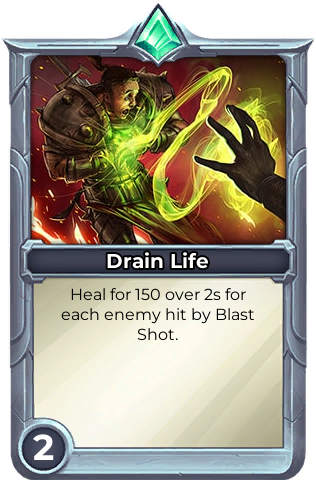 Drain Life
Heal for 150 over 2s for
each enemy hit by Blast
Shot.
2